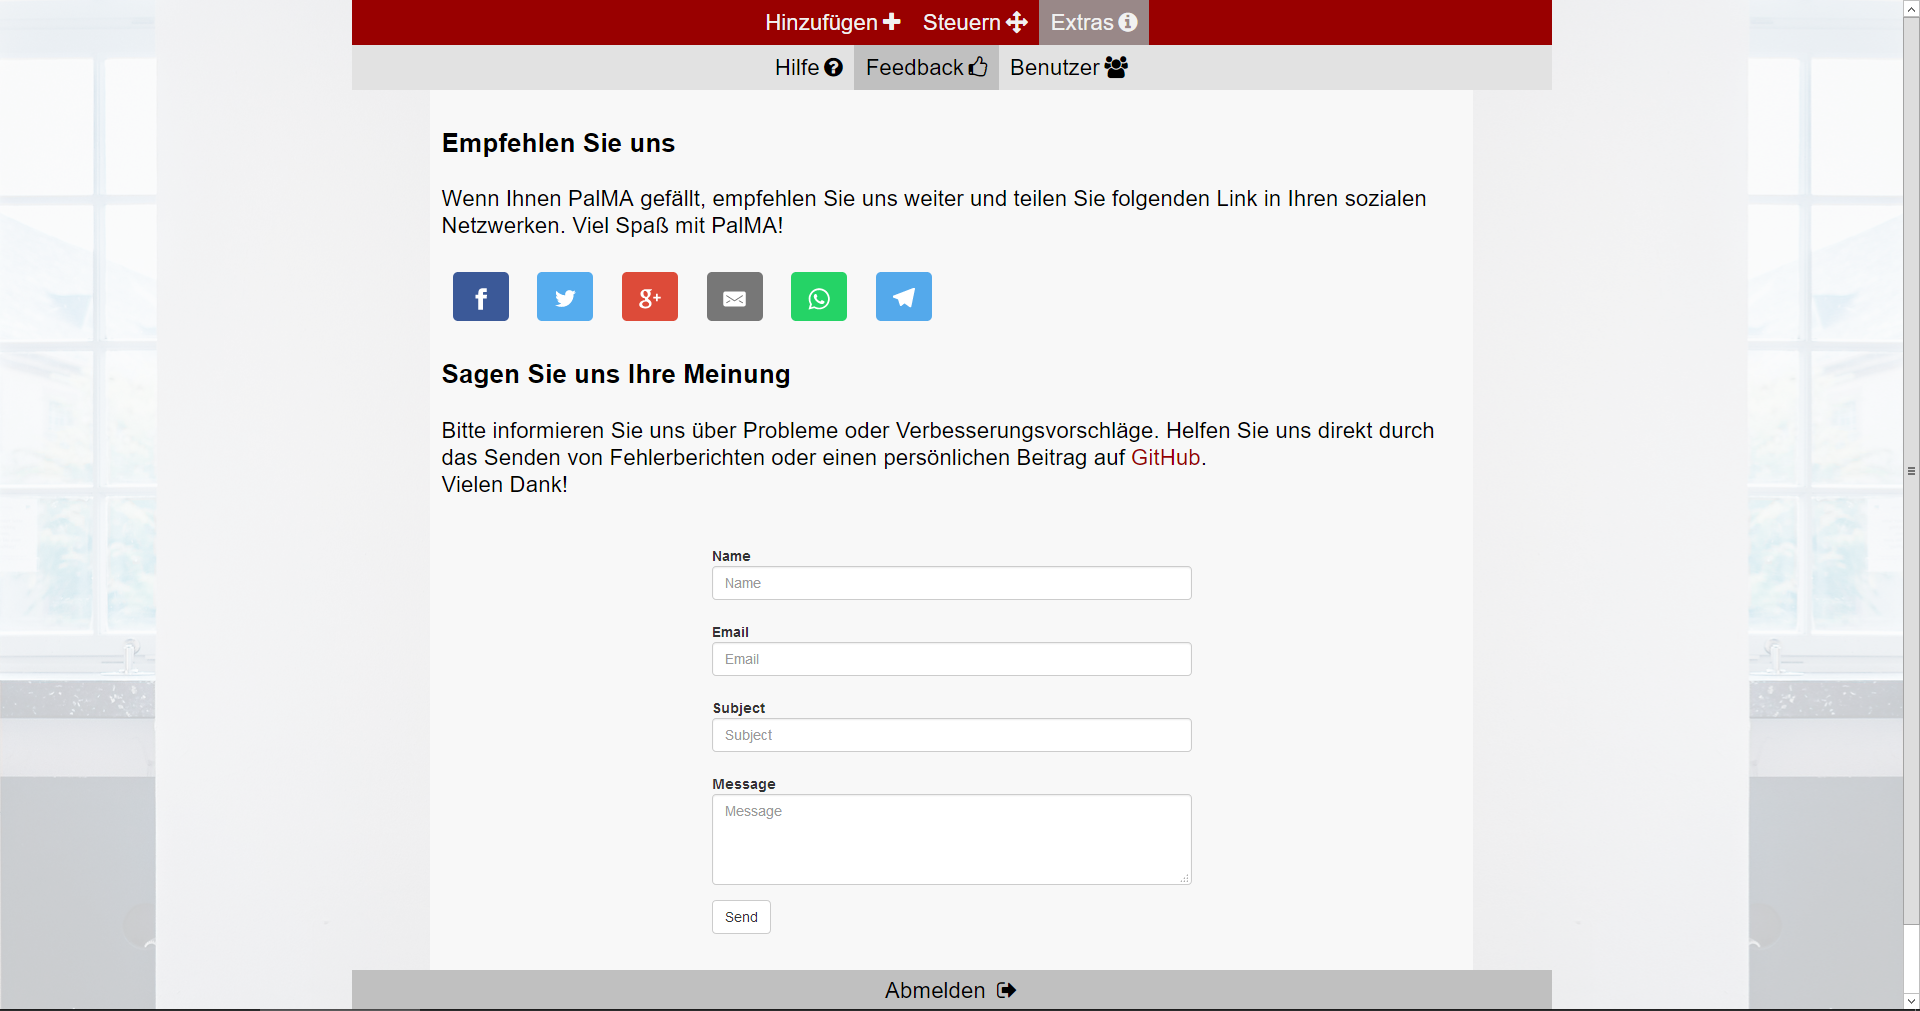 Hinzufügen Steuern Extras
Hilfe Feedback Benutzer
Empfehlen Sie uns
Wenn Ihnen PalMA gefällt, empfehlen Sie uns weiter und teilen Sie folgenden Link in Ihren sozialen
Netzwerken. Viel Spaß mit PalMA!
Sagen Sie uns Ihre Meinung
Bitte informieren Sie uns über Probleme oder Verbesserungsvorschläge. Helfen Sie uns direkt durch
das Senden von Fehlerberichten oder einen persönlichen Beitrag auf GitHub.
Vielen Dank!
Name
Name
Email
Email
Subject
Subject
Message
Message
Send
Abmelden